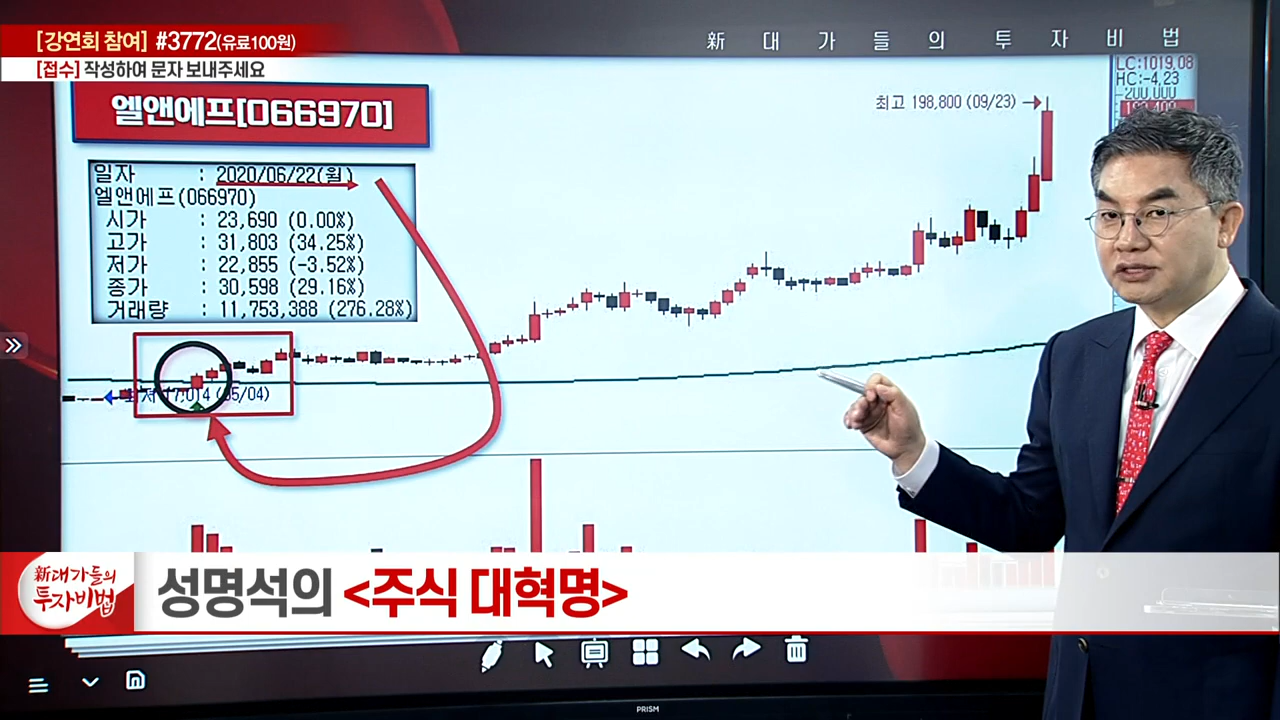 [강연회 참여] #3772(유료100원)
[접수] 작성하여 문자 보내주세요
新 대 가 들 의 투 자 비 법
엘앤에프[066970]
일자 : 2020/06/22(월)
엘앤에프(066970)
시가 : 23,690 (0.00%)
고가 : 31,803 (34.25%)
저가 : 22,855 (-3.52%)
종가 : 30,598 (29.16%)
거래량 : 11,753,388 (276.28%)
최고 198,800 (09/23)
LC:1019.08
HC:-4.23
200,000
최저 17,014 (05/04)
新대가들의
투자비법
성명석의 <주식 대혁명>
PRISM